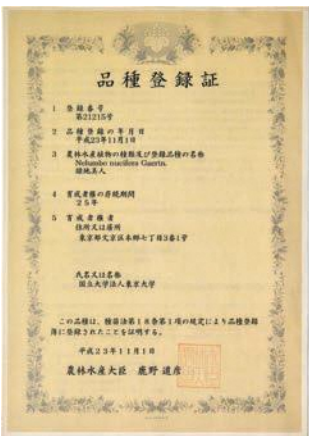 品種登録証
1 登録番号
第21215号
2 品種登録の年月日
平成23年11月1日
3 農林水産植物の種類及び登録品種の名称
Nelumbo nucifera Gaertn.
緑地美人
4 育成者権の存続期間
25年
5 育成者権者
住所又は居所
東京都文京区本郷七丁目3番1号
氏名又は名称
国立大学法人東京大学
この品種は、種苗法第18条第1項の規定により品種登録
簿に登録されたことを証明する。
平成23年11月1日
農林水産大臣 鹿野 道彦